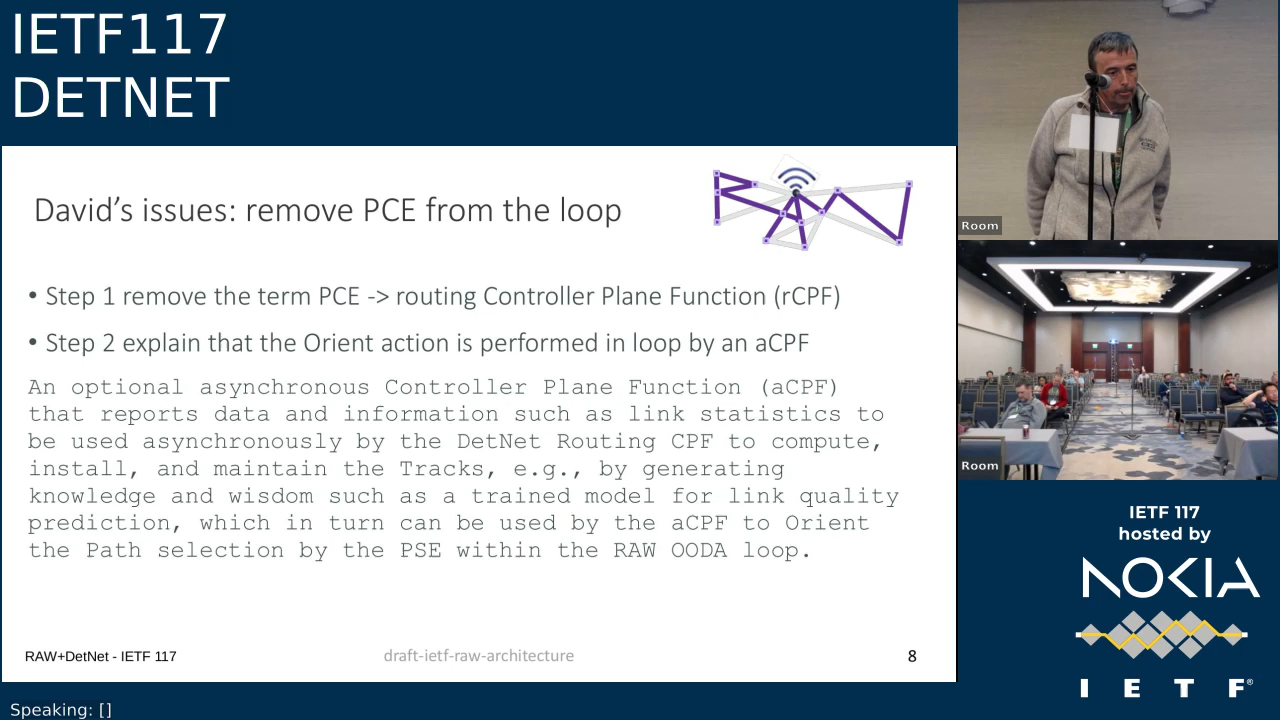 IETF117
DETNET
David’s issues: remove PCE from the loop
• Step 1 remove the term PCE -> routing Controller Plane Function (rCPF)
• Step 2 explain that the Orient action is performed in loop by an aCPF
An optional asynchronous Controller Plane Function (aCPF)
that reports data and information such as link statistics to
be used asynchronously by the DetNet Routing CPF to compute,
install, and maintain the Tracks, e.g., by generating
knowledge and wisdom such as a trained model for link quality
prediction, which in turn can be used by the aCPF to Orient
the Path selection by the PSE within the RAW OODA loop.
RAW+DetNet - IETF 117
draft-ietf-raw-architecture
8
Speaking: []
Room
Room
IETF 117
hosted by
NOKIA
I E T F®